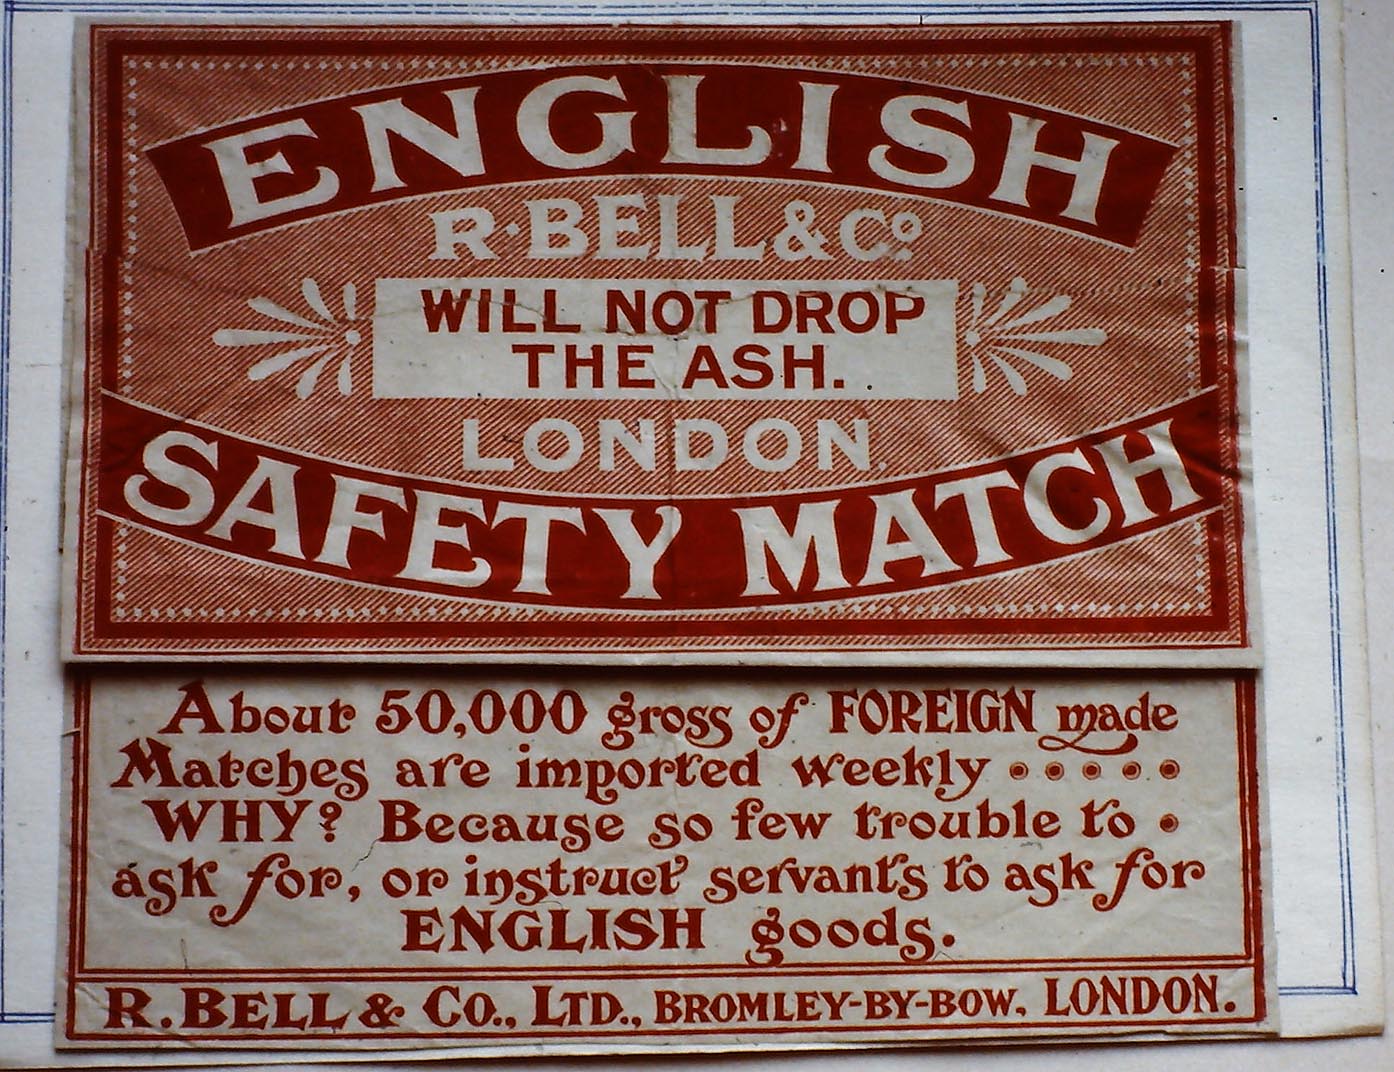 ENGLISH
R. BELL & Co.
WILL NOT DROP
THE ASH.
LONDON.
SAFETY MATCH
About 50,000 gross of FOREIGN made
Matches are imported weekly
WHY? Because so few trouble to
ask for, or instruct servants to ask for
ENGLISH goods.
R. BELL & CO., LTD., BROMLEY-BY-BOW, LONDON.